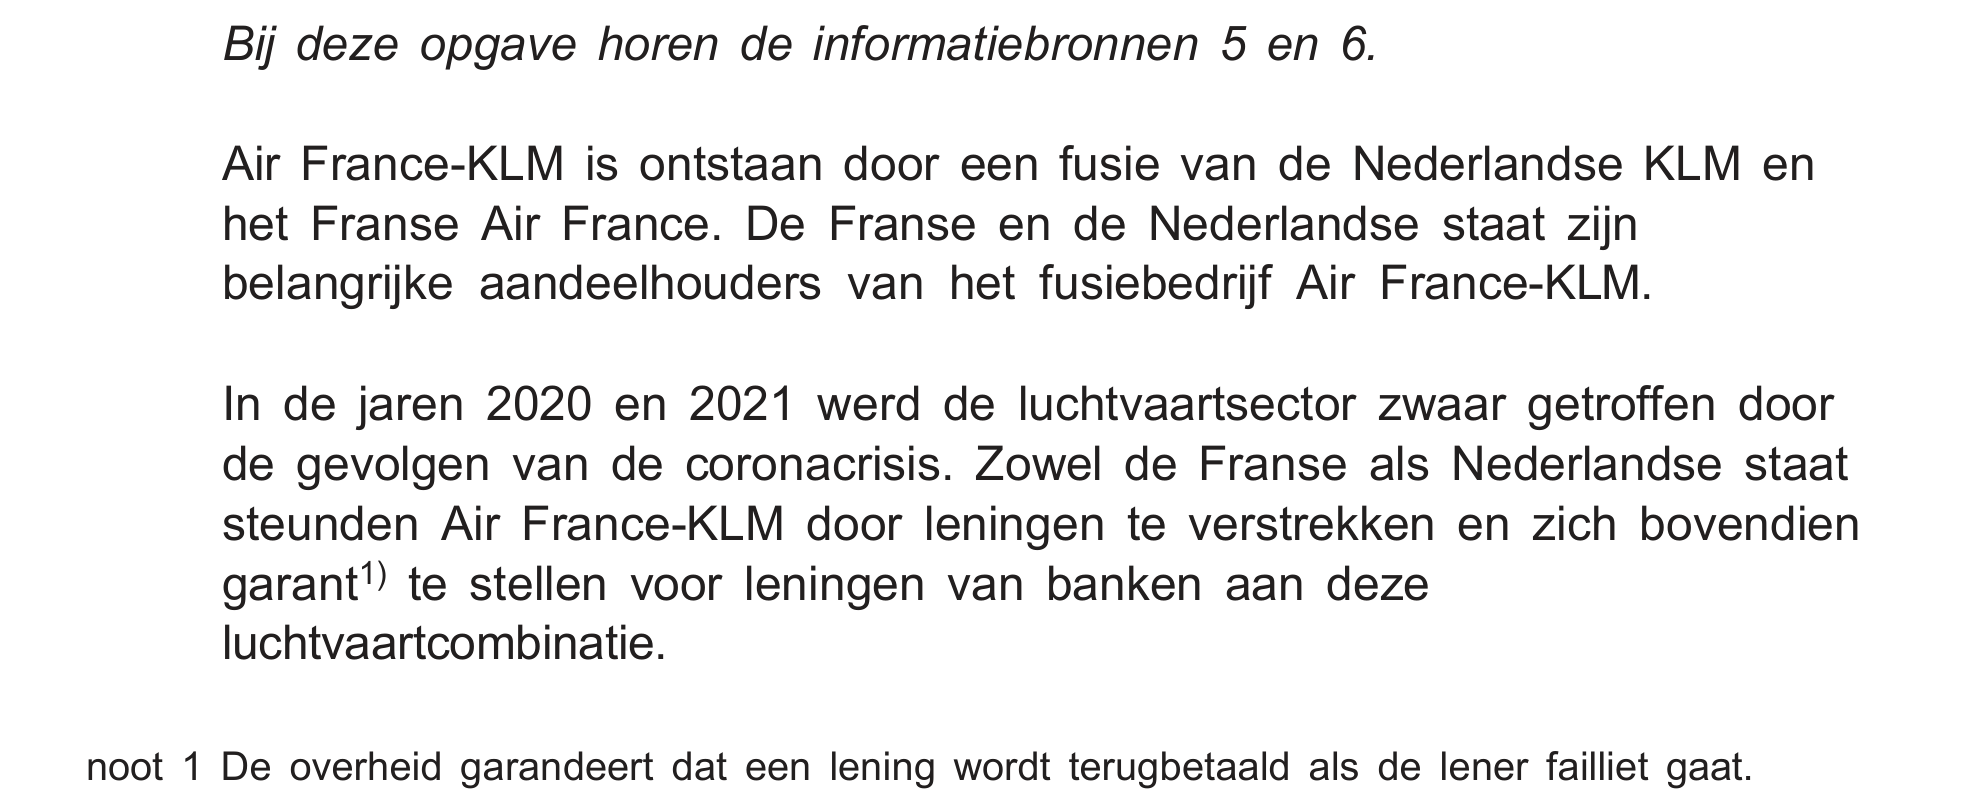 Bij deze opgave horen de informatiebronnen 5 en 6.
Air France-KLM is ontstaan door een fusie van de Nederlandse KLM en
het Franse Air France. De Franse en de Nederlandse staat zijn
belangrijke aandeelhouders van het fusiebedrijf Air France-KLM.
In de jaren 2020 en 2021 werd de luchtvaartsector zwaar getroffen door
de gevolgen van de coronacrisis. Zowel de Franse als Nederlandse staat
steunden Air France-KLM door leningen te verstrekken en zich bovendien
garant1) te stellen voor leningen van banken aan deze
luchtvaartcombinatie.
noot 1 De overheid garandeert dat een lening wordt terugbetaald als de lener failliet gaat.